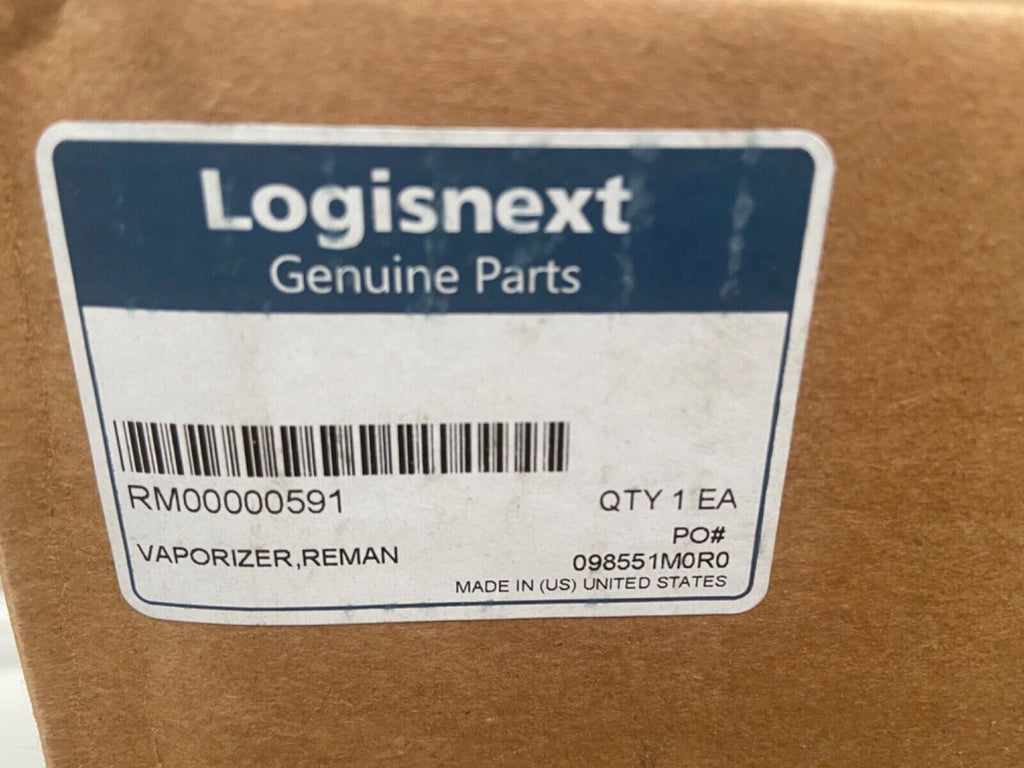 Logisnext
Genuine Parts
RM00000591
QTY 1 EA
PO#
VAPORIZER,REMAN
098551M0R0
MADE IN (US) UNITED STATES